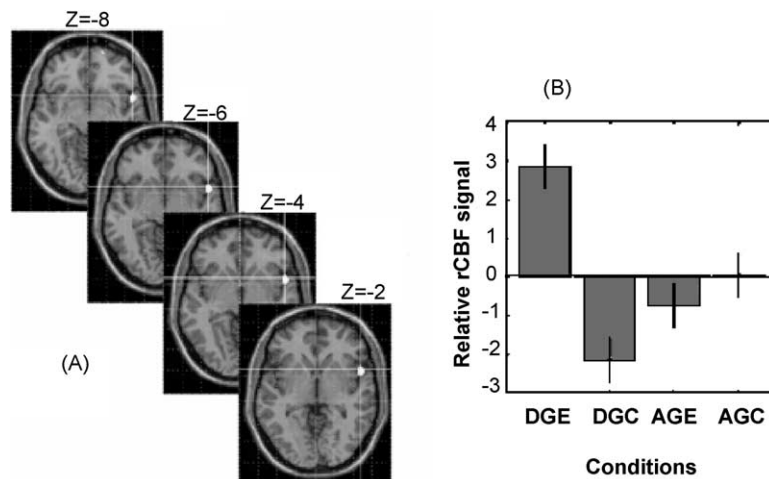 Z=-8
Z=-6
Z=-4
Z=-2
(A)
(B)
Relative rCBF signal
4
3
2
1
0
-1
-2
-3
DGE DGC AGE AGC
Conditions